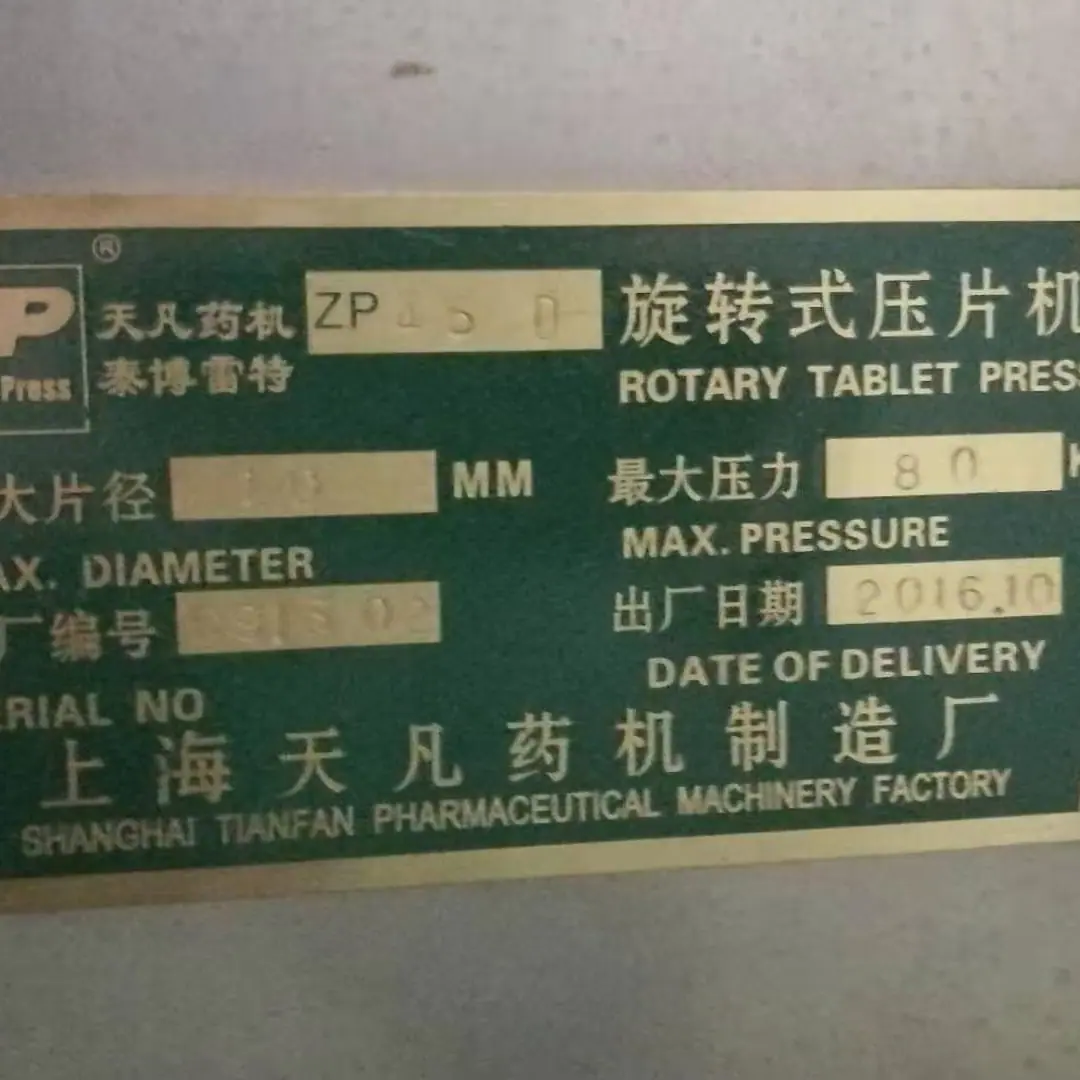 ®
天凡药机 ZP 旋转式压片机
泰博雷特 ROTARY TABLET PRESS
Press
大片径 MM 最大压力 80 K
AX. DIAMETER MAX. PRESSURE
厂编号 出厂日期 2016.10
ERIAL NO DATE OF DELIVERY
上海天凡药机制造厂
SHANGHAI TIANFAN PHARMACEUTICAL MACHINERY FACTORY